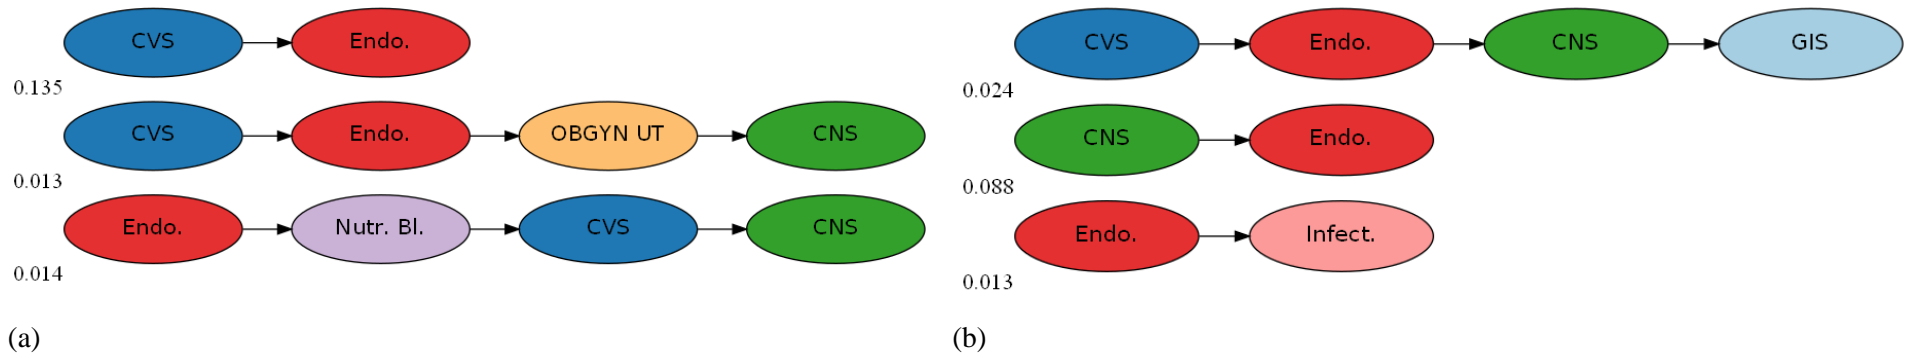 CVS Endo.
0.135
CVS Endo. OBGYN UT CNS
0.013
Endo. Nutr. Bl. CVS CNS
0.014
(a)
CVS Endo. CNS GIS
0.024
CNS Endo.
0.088
Endo. Infect.
0.013
(b)